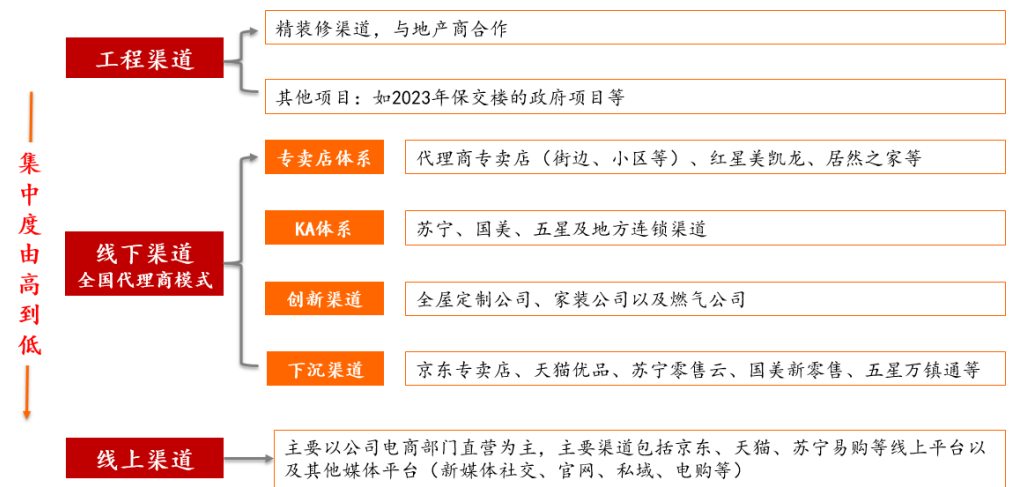 工程渠道
精装修渠道，与地产商合作
其他项目：如2023年保交楼的政府项目等
集中度由高到低
线下渠道
全国代理商模式
专卖店体系
代理商专卖店（街边、小区等）、红星美凯龙、居然之家等
KA体系
苏宁、国美、五星及地方连锁渠道
创新渠道
全屋定制公司、家装公司以及燃气公司
下沉渠道
京东专卖店、天猫优品、苏宁零售云、国美新零售、五星万镇通等
线上渠道
主要以公司电商部门直营为主，主要渠道包括京东、天猫、苏宁易购等线上平台以
及其他媒体平台（新媒体社交、官网、私域、电购等）